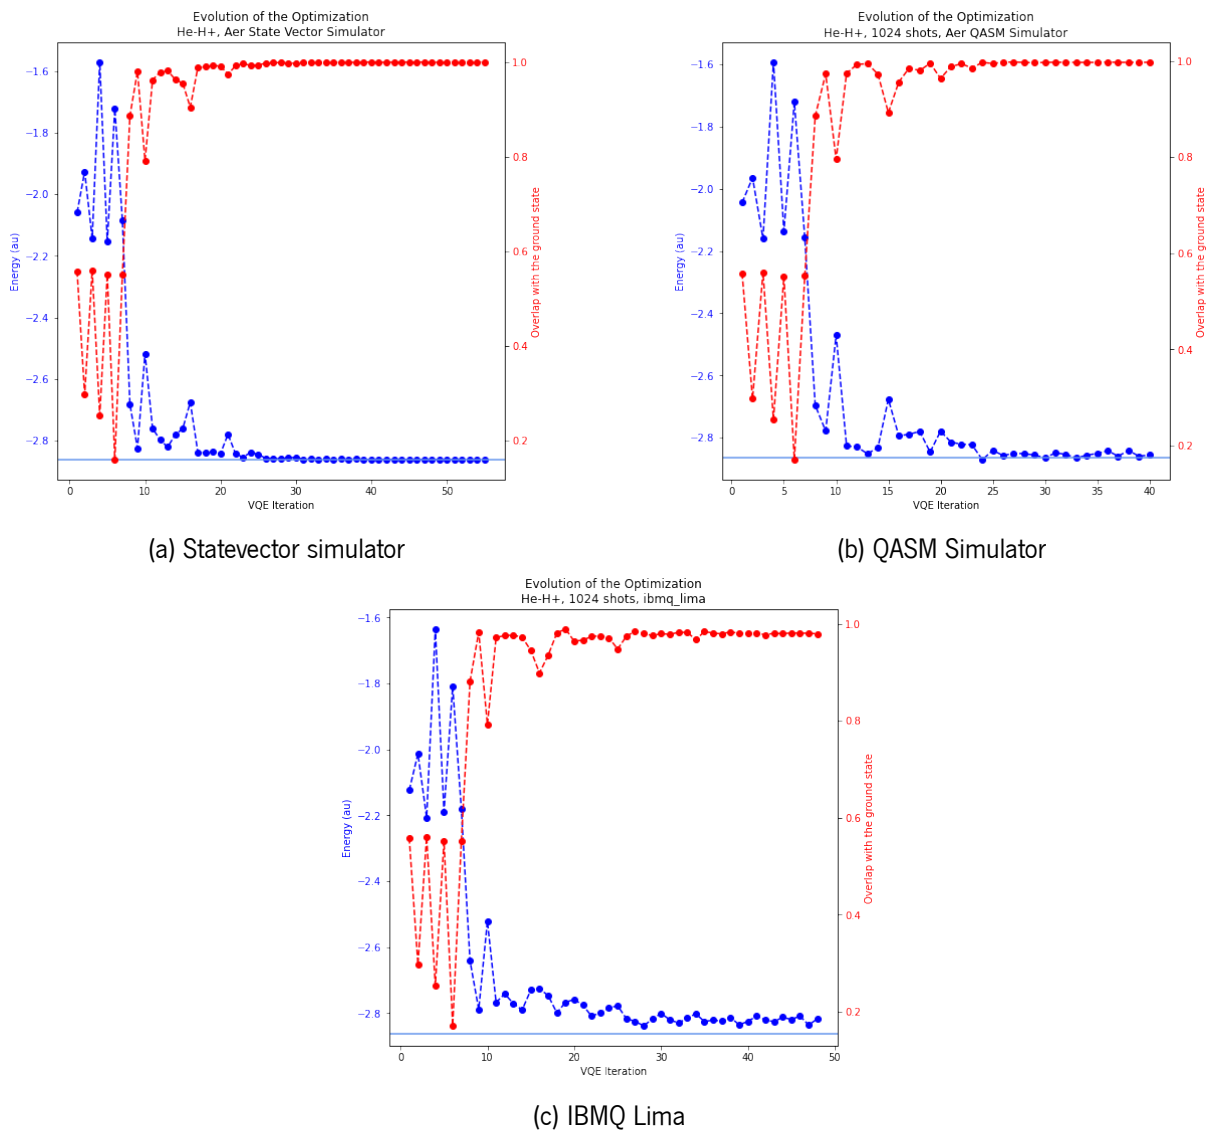 Evolution of the Optimization
He-H+, Aer State Vector Simulator
−1.6
−1.8
−2.0
−2.2
−2.4
−2.6
−2.8
Energy (au)
1.0
0.8
0.6
0.4
0.2
Overlap with the ground state
0 10 20 30 40 50
VQE Iteration
(a) Statevector simulator
Evolution of the Optimization
He-H+, 1024 shots, Aer QASM Simulator
−1.6
−1.8
−2.0
−2.2
−2.4
−2.6
−2.8
Energy (au)
1.0
0.8
0.6
0.4
0.2
Overlap with the ground state
0 5 10 15 20 25 30 35 40
VQE Iteration
(b) QASM Simulator
Evolution of the Optimization
He-H+, 1024 shots, ibmq_lima
−1.6
−1.8
−2.0
−2.2
−2.4
−2.6
−2.8
Energy (au)
1.0
0.8
0.6
0.4
0.2
Overlap with the ground state
0 10 20 30 40 50
VQE Iteration
(c) IBMQ Lima